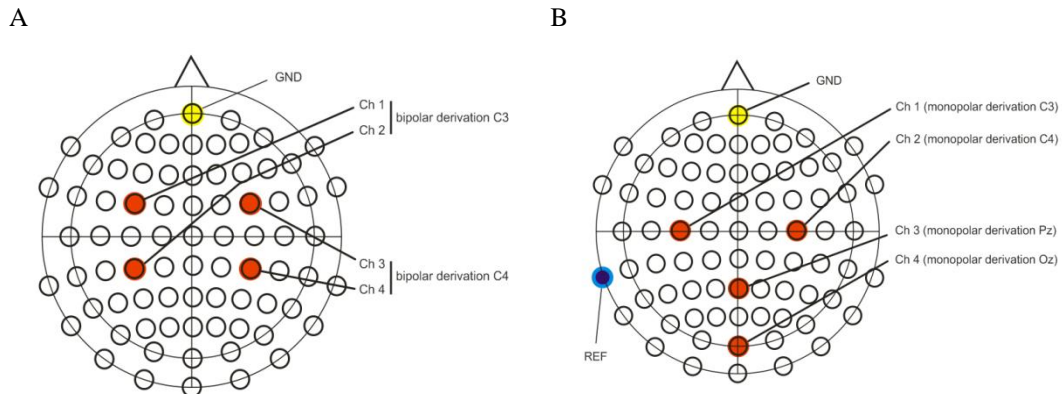 A
GND
Ch 1
bipolar derivation C3
Ch 2
Ch 3
bipolar derivation C4
Ch 4
B
GND
Ch 1 (monopolar derivation C3)
Ch 2 (monopolar derivation C4)
Ch 3 (monopolar derivation Pz)
Ch 4 (monopolar derivation Oz)
REF